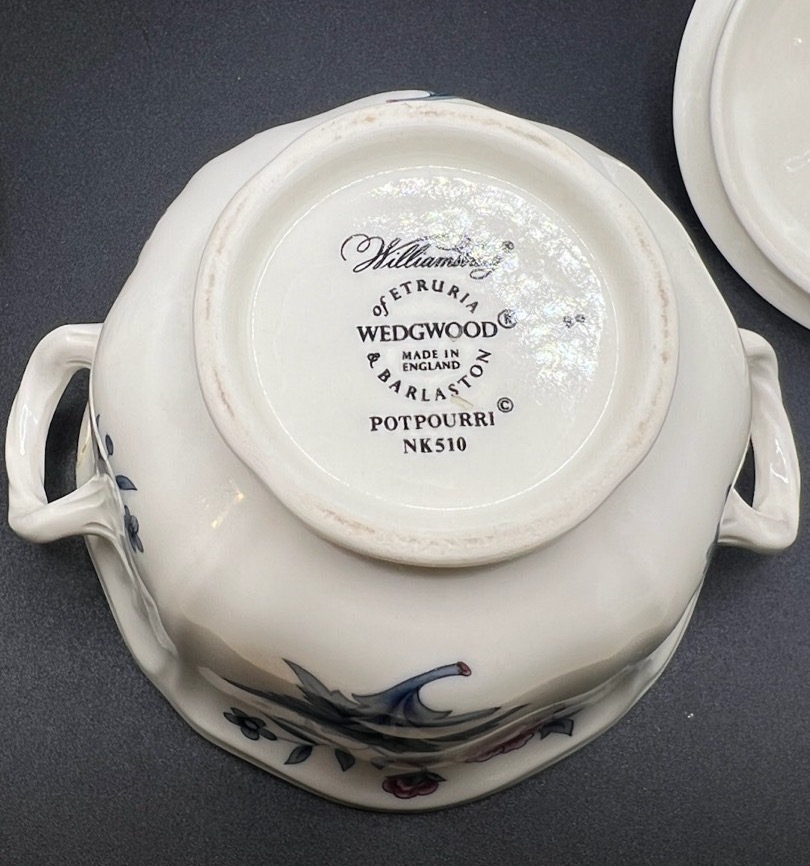 Williamsburg®
of ETRURIA
WEDGWOOD®
MADE IN
ENGLAND
& BARLASTON
POTPOURRI©
NK510